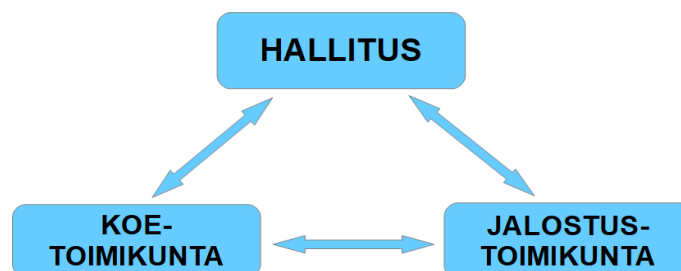 HALLITUS
KOE-
TOIMIKUNTA
JALOSTUS-
TOIMIKUNTA